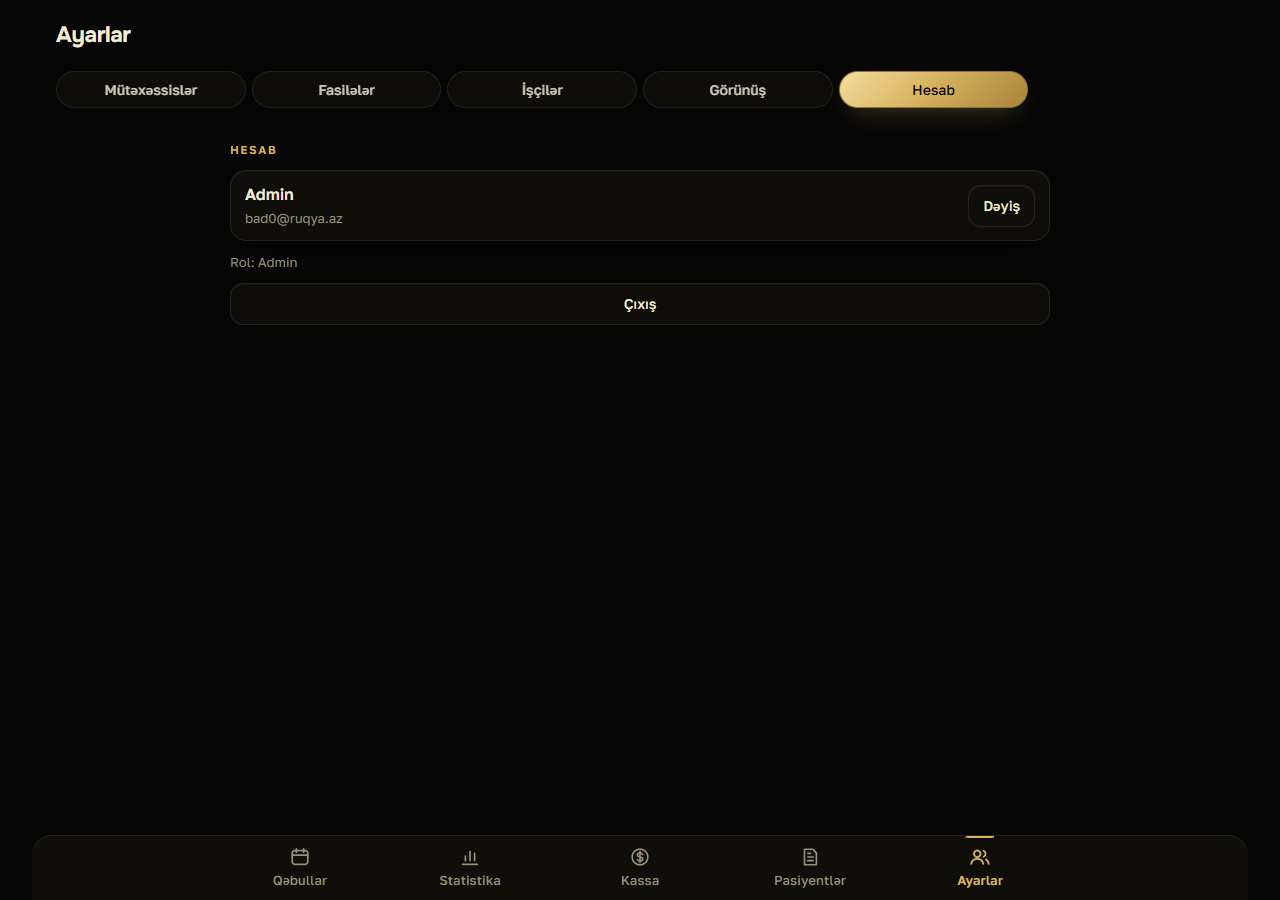 Ayarlar
Mütəxəssislər Fasilələr İşçilər Görünüş Hesab
HESAB
Admin
bad0@ruqya.az
Dəyiş
Rol: Admin
Çıxış
Qəbullar Statistika Kassa Pasiyentlər Ayarlar